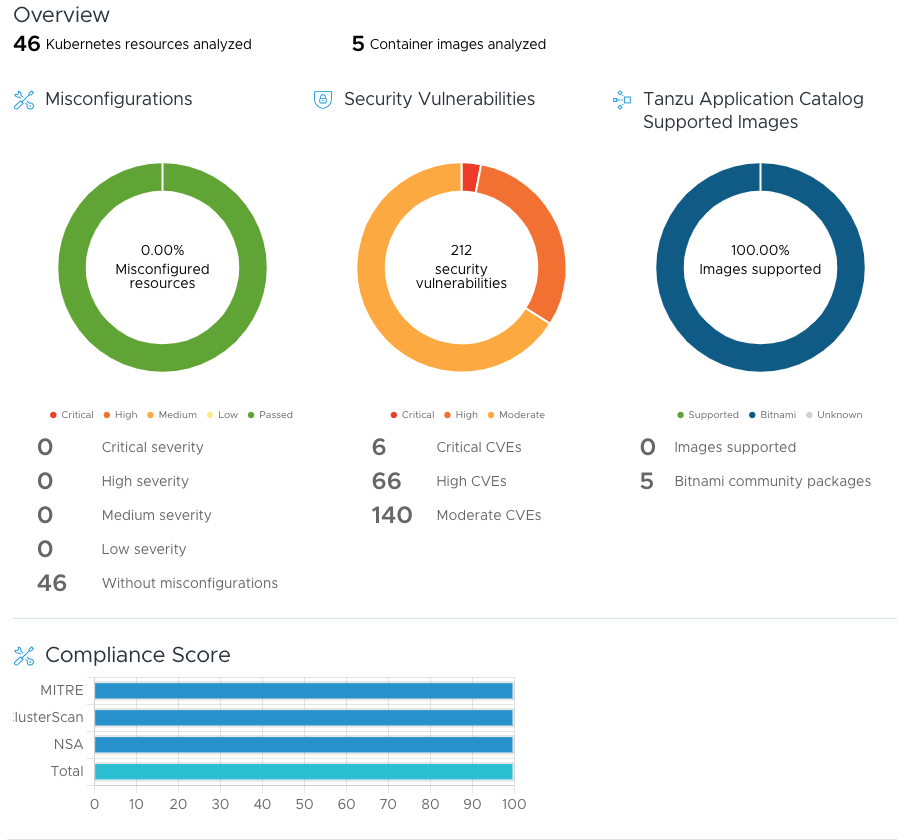 Overview
46 Kubernetes resources analyzed
5 Container images analyzed
Misconfigurations
Security Vulnerabilities
Tanzu Application Catalog
Supported Images
0.00%
Misconfigured
resources
212
security
vulnerabilities
100.00%
Images supported
Critical High Medium Low Passed
Critical High Moderate
Supported Bitnami Unknown
0 Critical severity
0 High severity
0 Medium severity
0 Low severity
46 Without misconfigurations
6 Critical CVEs
66 High CVEs
140 Moderate CVEs
0 Images supported
5 Bitnami community packages
Compliance Score
MITRE
lusterScan
NSA
Total
0 10 20 30 40 50 60 70 80 90 100